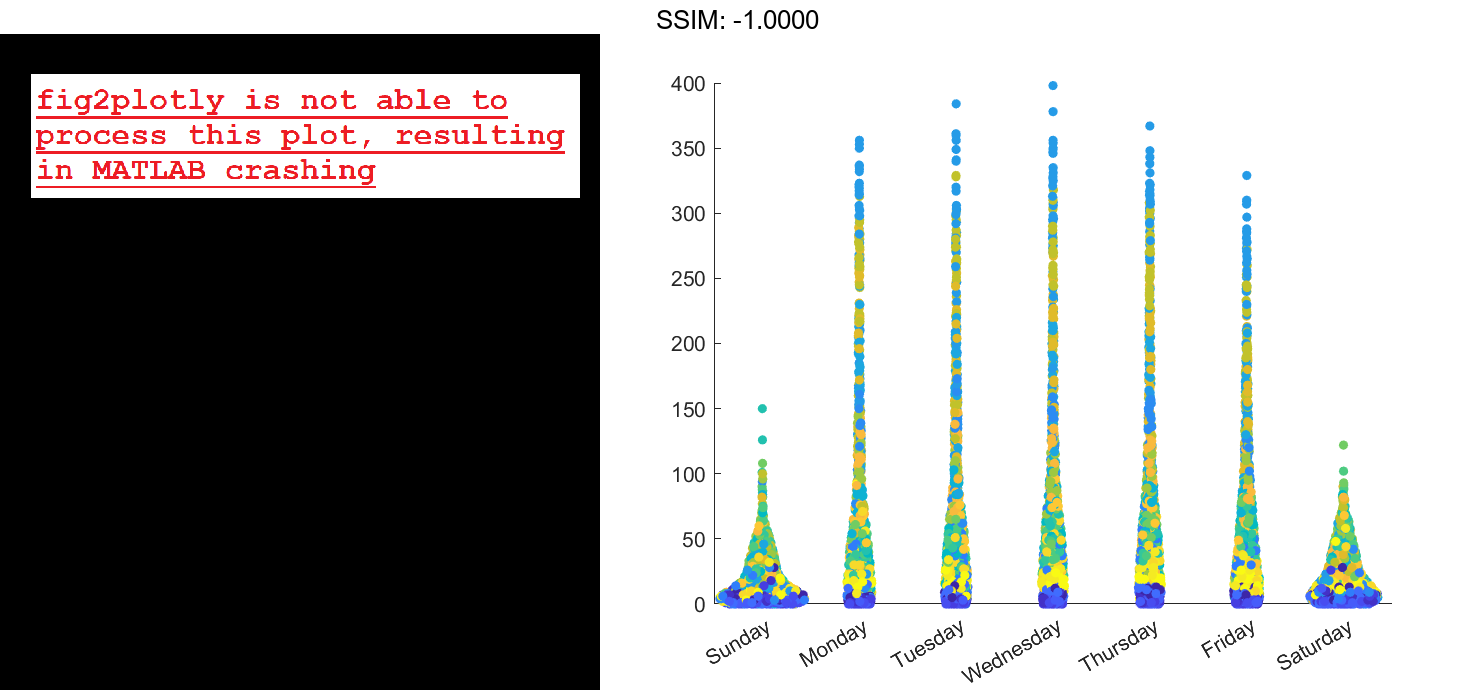 SSIM: -1.0000
fig2plotly is not able to
process this plot, resulting
in MATLAB crashing
400
350
300
250
200
150
100
50
0
Sunday
Monday
Tuesday
Wednesday
Thursday
Friday
Saturday